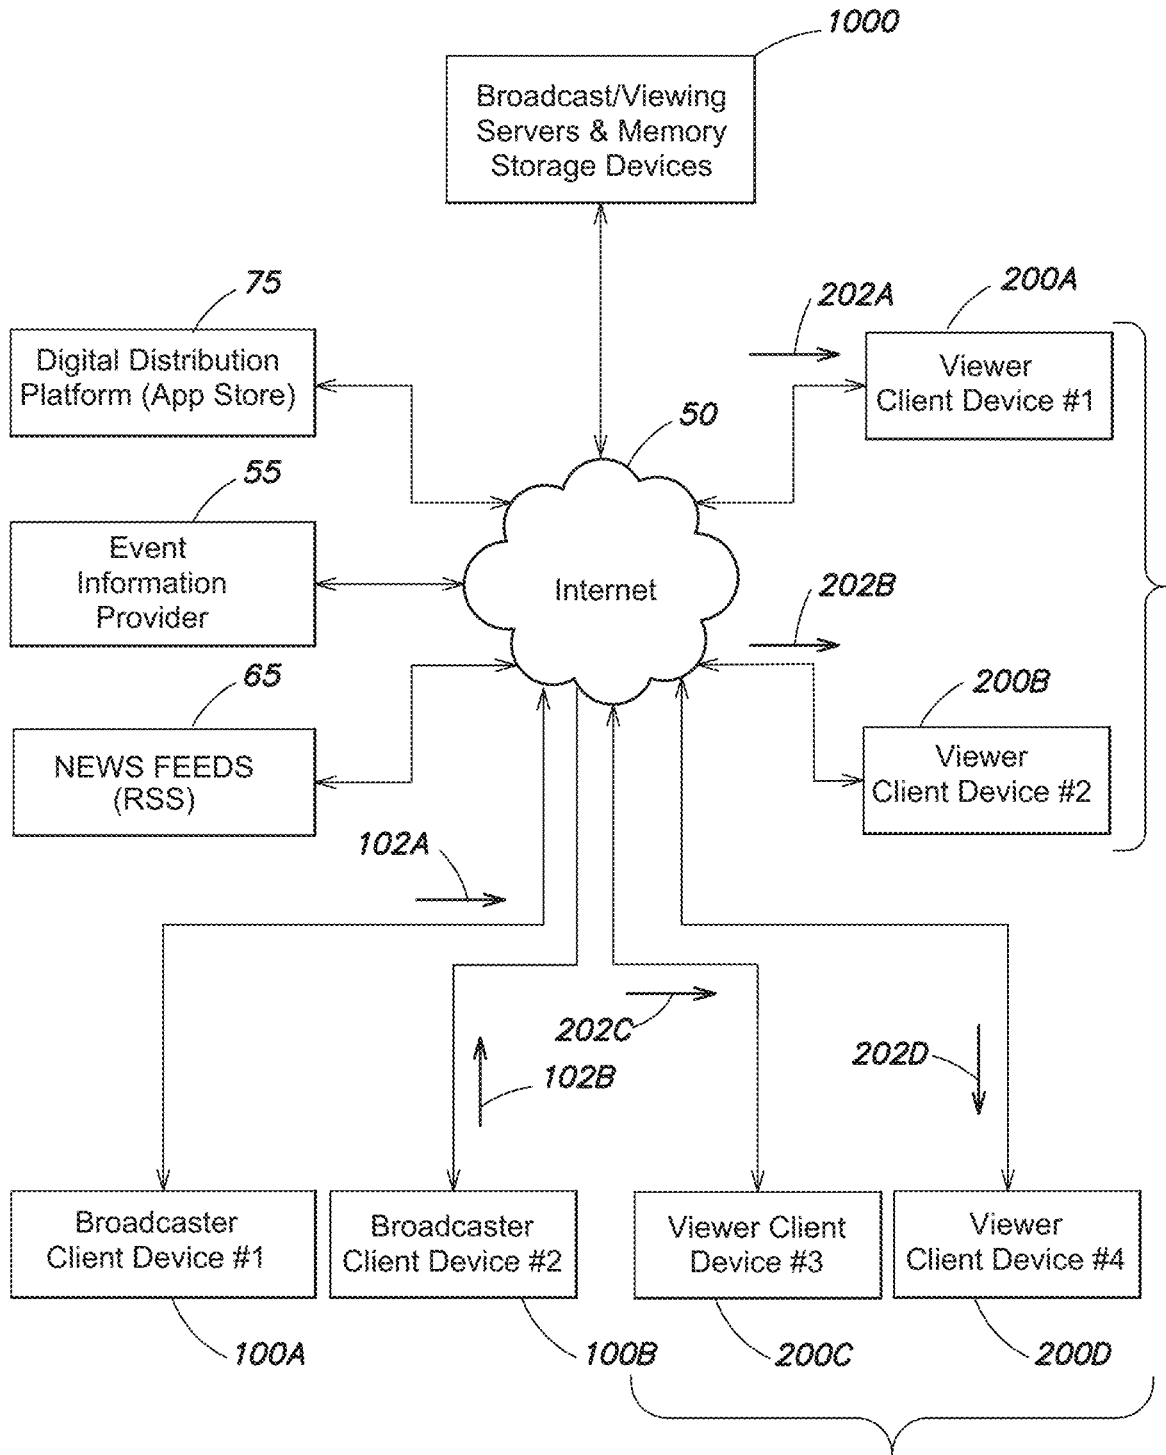 1000
Broadcast/Viewing
Servers & Memory
Storage Devices
75
Digital Distribution
Platform (App Store)
202A
200A
Viewer
Client Device #1
50
55
Event
Information
Provider
Internet
202B
65
NEWS FEEDS
(RSS)
200B
Viewer
Client Device #2
102A
202C
102B
202D
Broadcaster
Client Device #1
Broadcaster
Client Device #2
Viewer Client
Device #3
Viewer
Client Device #4
100A
100B
200C
200D